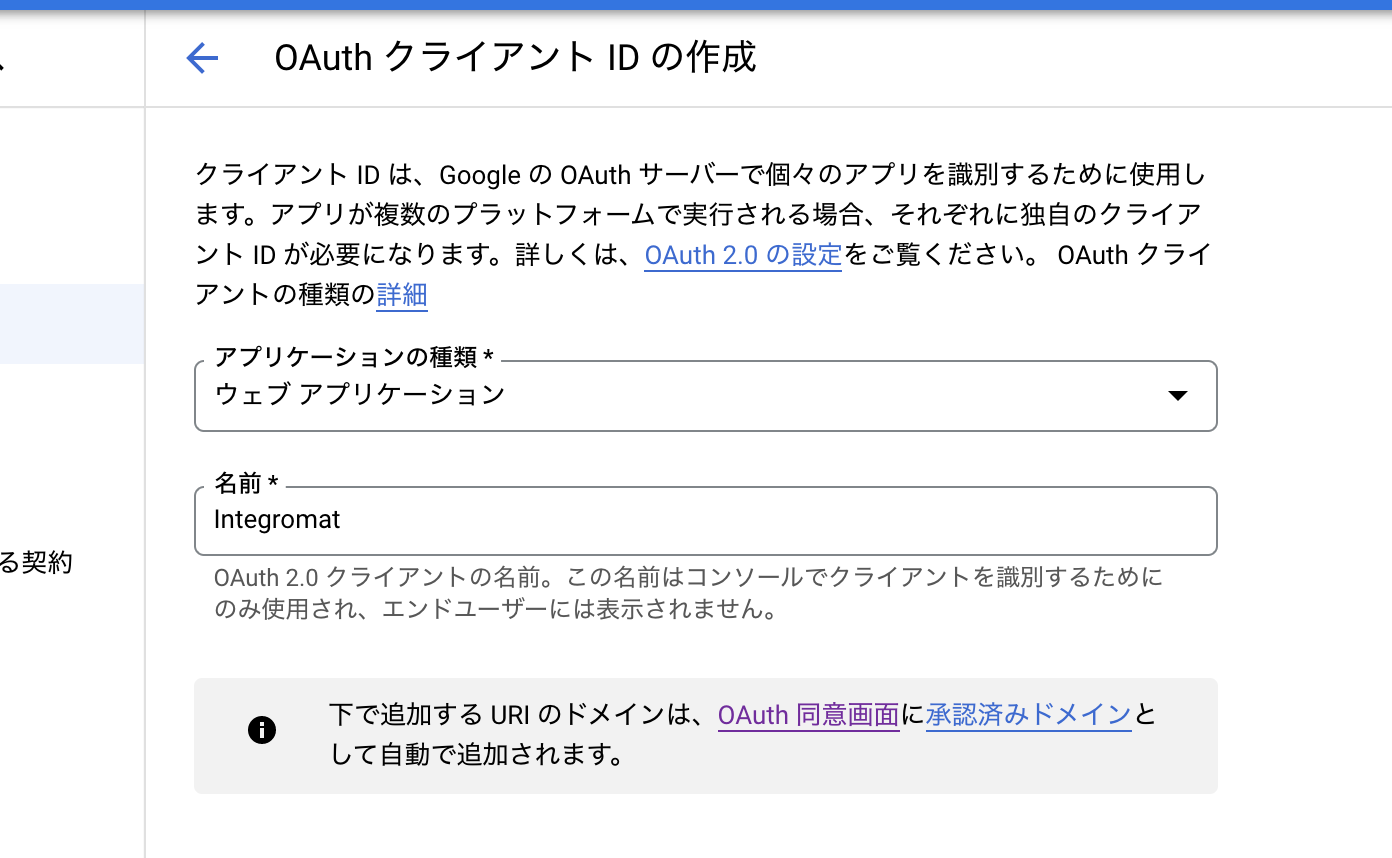 OAuth クライアント ID の作成
クライアント ID は、Google の OAuth サーバーで個々のアプリを識別するために使用し
ます。アプリが複数のプラットフォームで実行される場合、それぞれに独自のクライア
ント ID が必要になります。詳しくは、OAuth 2.0 の設定をご覧ください。 OAuth クライ
アントの種類の詳細
アプリケーションの種類 *
ウェブ アプリケーション
名前 *
Integromat
る契約
OAuth 2.0 クライアントの名前。この名前はコンソールでクライアントを識別するために
のみ使用され、エンドユーザーには表示されません。
下で追加する URI のドメインは、OAuth 同意画面に承認済みドメインと
して自動で追加されます。